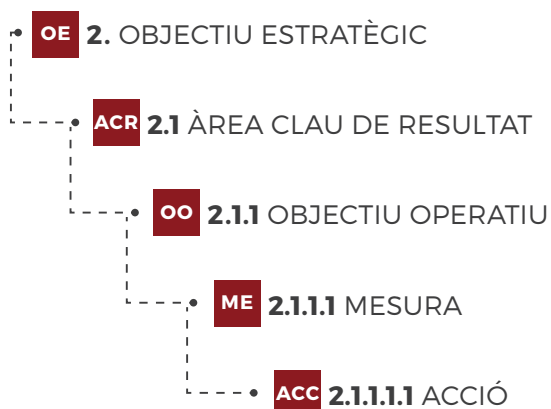 OE 2. OBJECTIU ESTRATÈGIC
ACR 2.1 ÀREA CLAU DE RESULTAT
OO 2.1.1 OBJECTIU OPERATIU
ME 2.1.1.1 MESURA
ACC 2.1.1.1.1 ACCIÓ